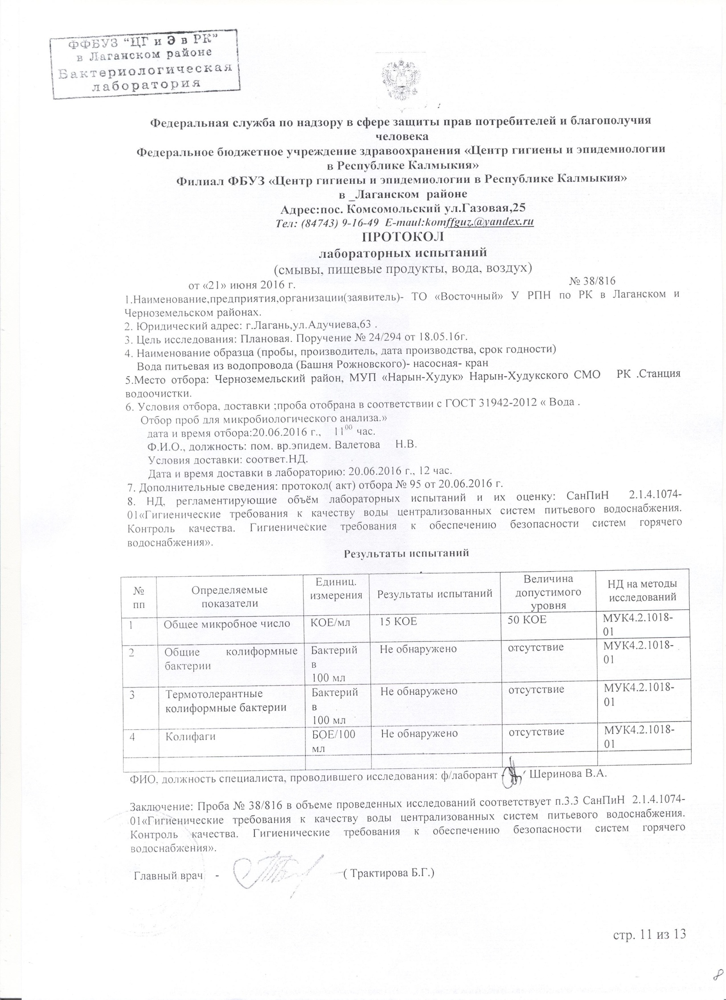 ФФБУЗ "ЦГ и Э в РК"
в Лаганском районе
Бактериологическая
лаборатория
Федеральная служба по надзору в сфере защиты прав потребителей и благополучия
человека
Федеральное бюджетное учреждение здравоохранения «Центр гигиены и эпидемиологии
в Республике Калмыкия»
Филиал ФБУЗ «Центр гигиены и эпидемиологии в Республике Калмыкия»
в _Лаганском районе
Адрес:пос. Комсомольский ул.Газовая,25
Тел: (84743) 9-16-49 E-maul:komffguz.@yandex.ru
ПРОТОКОЛ
лабораторных испытаний
(смывы, пищевые продукты, вода, воздух)
от «21» июня 2016 г. № 38/816
1.Наименование,предприятия,организации(заявитель)- ТО «Восточный» У РПН по РК в Лаганском и
Черноземельском районах.
2. Юридический адрес: г.Лагань,ул.Адучиева,63 .
3. Цель исследования: Плановая. Поручение № 24/294 от 18.05.16г.
4. Наименование образца (пробы, производитель, дата производства, срок годности)
Вода питьевая из водопровода (Башня Рожновского)- насосная- кран
5.Место отбора: Черноземельский район, МУП «Нарын-Худук» Нарын-Худукского СМО РК .Станция
водоочистки.
6. Условия отбора, доставки ;проба отобрана в соответствии с ГОСТ 31942-2012 « Вода .
Отбор проб для микробиологического анализа.»
дата и время отбора:20.06.2016 г., 11⁰⁰ час.
Ф.И.О., должность: пом. вр.эпидем. Валетова Н.В.
Условия доставки: соответ.НД.
Дата и время доставки в лабораторию: 20.06.2016 г., 12 час.
7. Дополнительные сведения: протокол( акт) отбора № 95 от 20.06.2016 г.
8. НД, регламентирующие объём лабораторных испытаний и их оценку: СанПиН 2.1.4.1074-
01«Гигиенические требования к качеству воды централизованных систем питьевого водоснабжения.
Контроль качества. Гигиенические требования к обеспечению безопасности систем горячего
водоснабжения».
Результаты испытаний
№ пп Определяемые показатели Единиц. измерения Результаты испытаний Величина допустимого уровня НД на методы исследований
1 Общее микробное число КОЕ/мл 15 КОЕ 50 КОЕ МУК4.2.1018-01
2 Общие колиформные бактерии Бактерий в 100 мл Не обнаружено отсутствие МУК4.2.1018-01
3 Термотолерантные колиформные бактерии Бактерий в 100 мл Не обнаружено отсутствие МУК4.2.1018-01
4 Колифаги БОЕ/100 мл Не обнаружено отсутствие МУК4.2.1018-01
ФИО, должность специалиста, проводившего исследования: ф/лаборант - Шеринова В.А.
Заключение: Проба № 38/816 в объеме проведенных исследований соответствует п.3.3 СанПиН 2.1.4.1074-
01«Гигиенические требования к качеству воды централизованных систем питьевого водоснабжения.
Контроль качества. Гигиенические требования к обеспечению безопасности систем горячего
водоснабжения».
Главный врач - ( Трактирова Б.Г.)
стр. 11 из 13
8